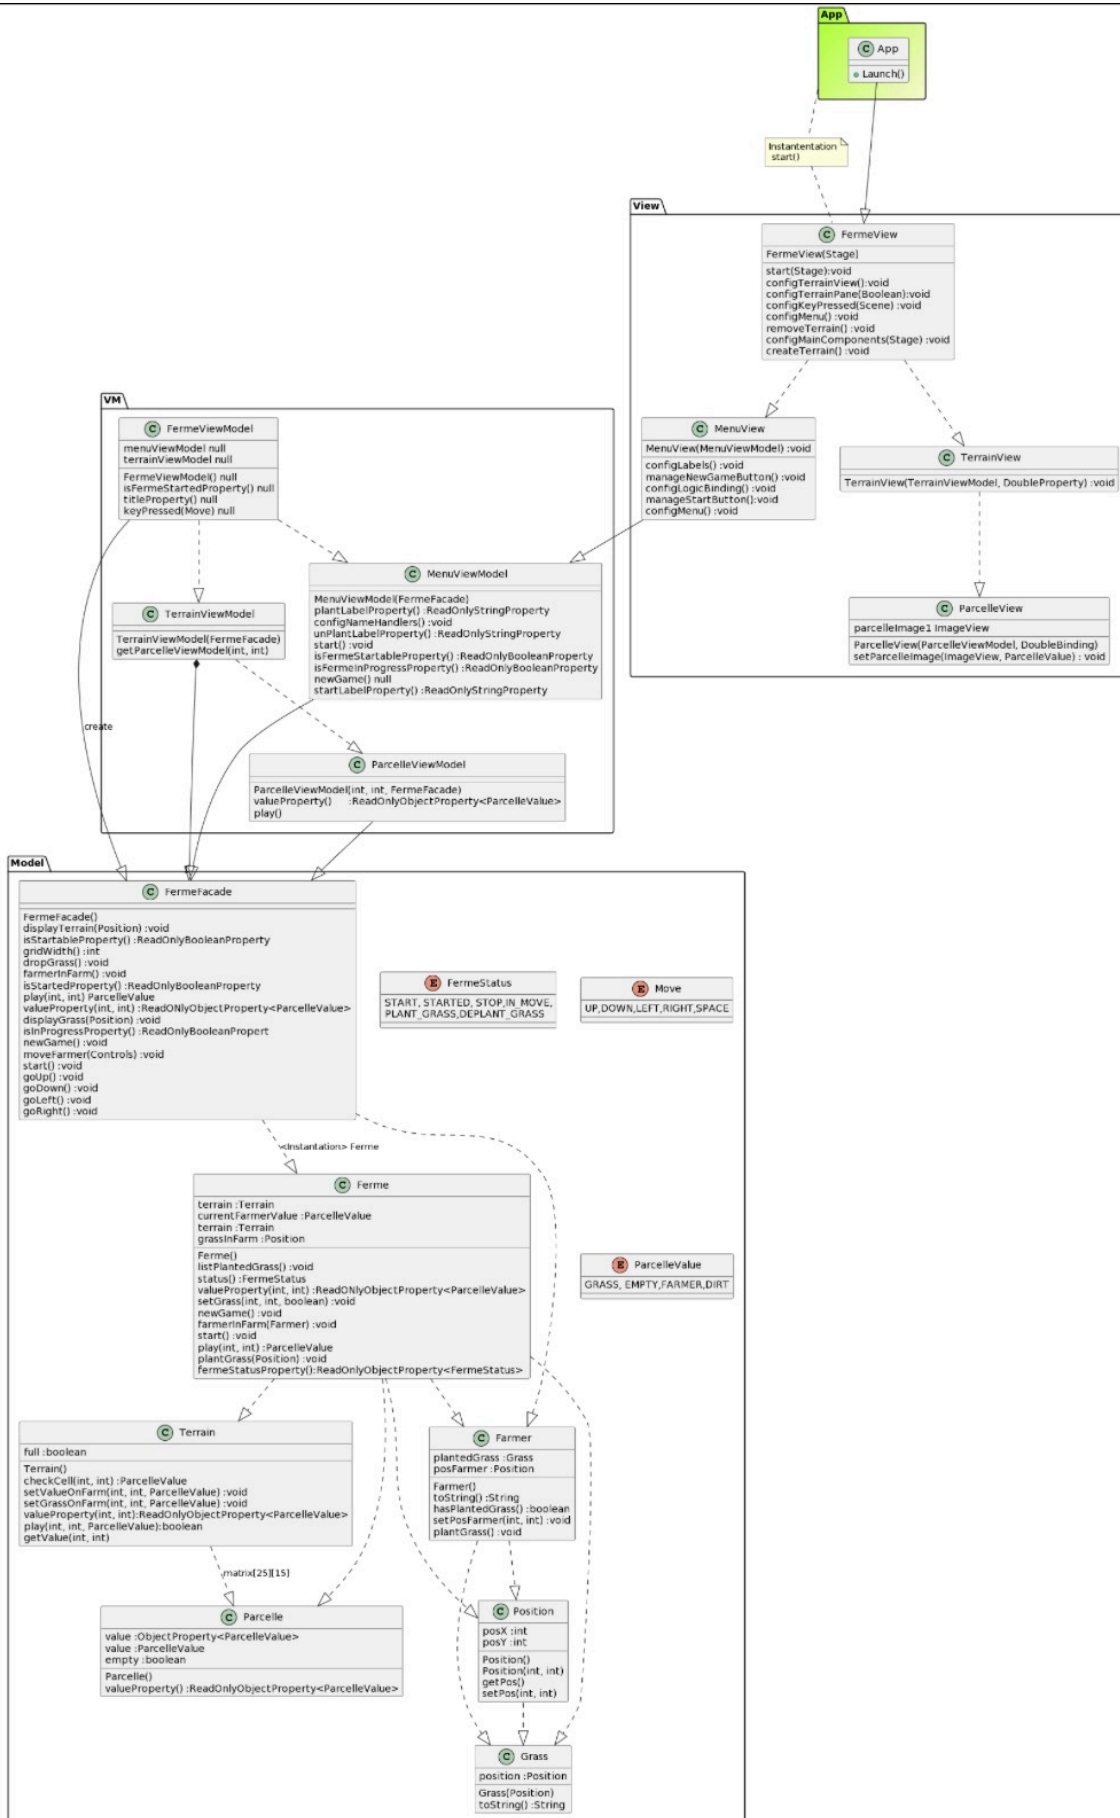 App
C App
Launch()
Instantentation
start()
View
C FermeView
FermeView(Stage)
start(Stage):void
configTerrainView():void
configTerrainPane(Boolean):void
configKeyPressed(Scene) :void
configMenu() :void
removeTerrain() :void
configMainComponents(Stage) :void
createTerrain() :void
VM
C FermeViewModel
menuViewModel null
terrainViewModel null
FermeViewModel() null
isFermeStartedProperty() null
titleProperty() null
keyPressed(Move) null
C MenuView
MenuView(MenuViewModel) :void
configLabels() :void
manageNewGameButton() :void
configLogicBinding() :void
manageStartButton():void
configMenu() :void
C TerrainView
TerrainView(TerrainViewModel, DoubleProperty) :void
C MenuViewModel
MenuViewModel(FermeFacade)
plantLabelProperty() :ReadOnlyStringProperty
configNameHandlers() :void
unPlantLabelProperty() :ReadOnlyStringProperty
start() :void
isFermeStartableProperty() :ReadOnlyBooleanProperty
isFermeInProgressProperty() :ReadOnlyBooleanProperty
newGame() null
startLabelProperty() :ReadOnlyStringProperty
C TerrainViewModel
TerrainViewModel(FermeFacade)
getParcelleViewModel(int, int)
C ParcelleView
parcelleImage1 ImageView
ParcelleView(ParcelleViewModel, DoubleBinding)
setParcelleImage(ImageView, ParcelleValue) : void
create
C ParcelleViewModel
ParcelleViewModel(int, int, FermeFacade)
valueProperty() :ReadOnlyObjectProperty<ParcelleValue>
play()
Model
C FermeFacade
FermeFacade()
displayTerrain(Position) :void
isStartableProperty() :ReadOnlyBooleanProperty
gridWidth() :int
dropGrass() :void
farmerInFarm() :void
isStartedProperty() :ReadOnlyBooleanProperty
play(int, int) ParcelleValue
valueProperty(int, int) :ReadONlyObjectProperty<ParcelleValue>
displayGrass(Position) :void
isInProgressProperty() :ReadOnlyBooleanPropert
newGame() :void
moveFarmer(Controls) :void
start() :void
goUp() :void
goDown() :void
goLeft() :void
goRight() :void
E FermeStatus
START, STARTED, STOP,IN_MOVE,
PLANT_GRASS,DEPLANT_GRASS
E Move
UP,DOWN,LEFT,RIGHT,SPACE
<Instantation> Ferme
C Ferme
terrain :Terrain
currentFarmerValue :ParcelleValue
terrain :Terrain
grassInFarm :Position
Ferme()
listPlantedGrass() :void
status() :FermeStatus
valueProperty(int, int) :ReadONlyObjectProperty<ParcelleValue>
setGrass(int, int, boolean) :void
newGame() :void
farmerInFarm(Farmer) :void
start() :void
play(int, int) :ParcelleValue
plantGrass(Position) :void
fermeStatusProperty():ReadOnlyObjectProperty<FermeStatus>
E ParcelleValue
GRASS, EMPTY,FARMER,DIRT
C Terrain
full :boolean
Terrain()
checkCell(int, int) :ParcelleValue
setValueOnFarm(int, int, ParcelleValue) :void
setGrassOnFarm(int, int, ParcelleValue) :void
valueProperty(int, int):ReadOnlyObjectProperty<ParcelleValue>
play(int, int, ParcelleValue):boolean
getValue(int, int)
C Farmer
plantedGrass :Grass
posFarmer :Position
Farmer()
toString() :String
hasPlantedGrass() :boolean
setPosFarmer(int, int) :void
plantGrass() :void
matrix[25][15]
C Parcelle
value :ObjectProperty<ParcelleValue>
value :ParcelleValue
empty :boolean
Parcelle()
valueProperty() :ReadOnlyObjectProperty<ParcelleValue>
C Position
posX :int
posY :int
Position()
Position(int, int)
getPos()
setPos(int, int)
C Grass
position :Position
Grass(Position)
toString() :String